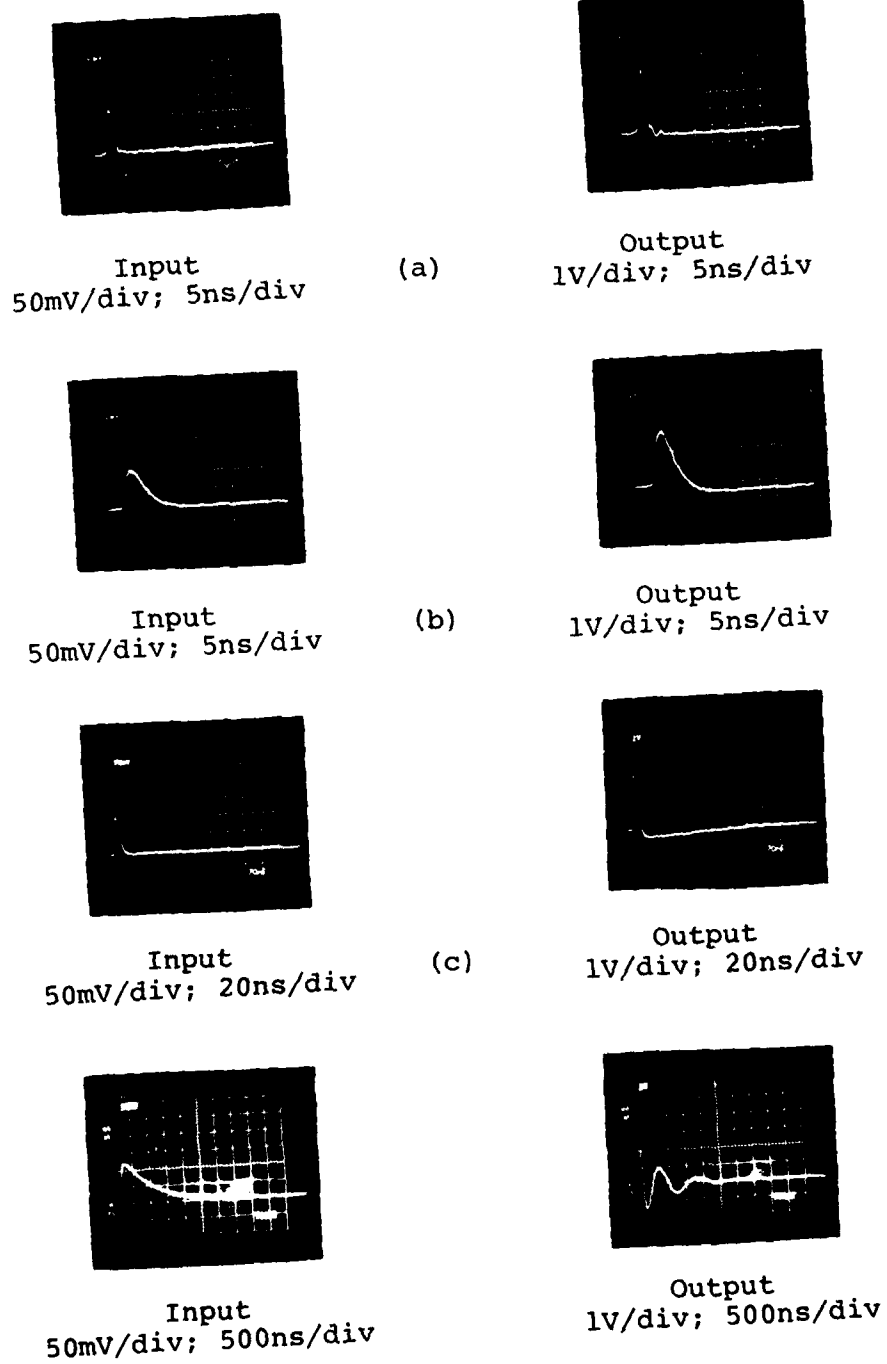 Input
50mV/div; 5ns/div
(a)
Output
1V/div; 5ns/div
Input
50mV/div; 5ns/div
(b)
Output
1V/div; 5ns/div
1V
Input
50mV/div; 20ns/div
(c)
Output
1V/div; 20ns/div
Input
50mV/div; 500ns/div
Output
1V/div; 500ns/div